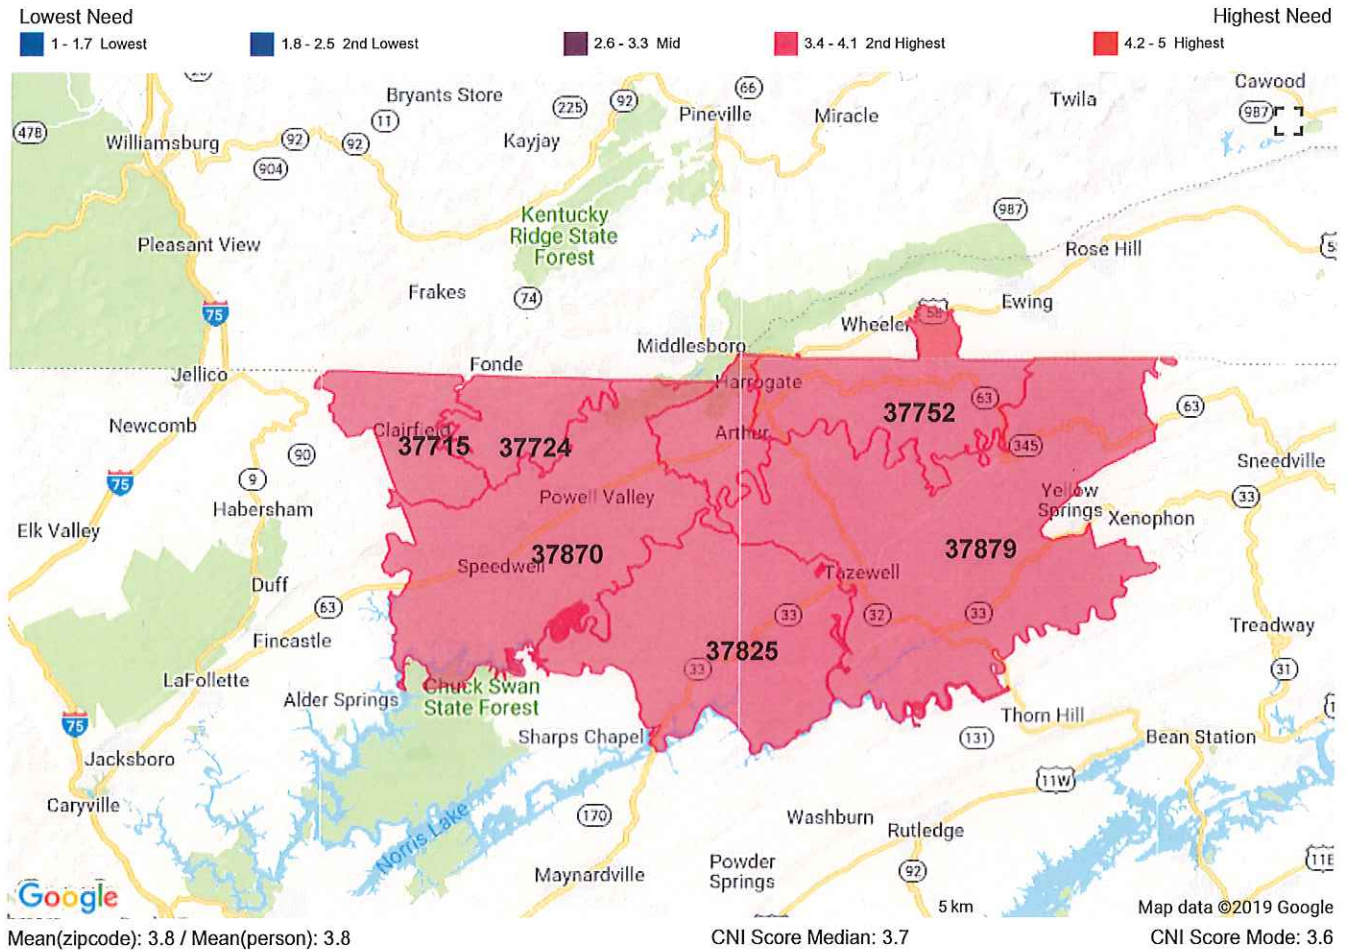 Lowest Need
Highest Need
1 - 1.7 Lowest
1.8 - 2.5 2nd Lowest
2.6 - 3.3 Mid
3.4 - 4.1 2nd Highest
4.2 - 5 Highest
Cawood
987
Bryants Store
225
92
66
Pineville
Miracle
Twila
11
478
Williamsburg
92
92
Kayjay
904
Kentucky
Ridge State
Forest
987
Pleasant View
Rose Hill
Frakes
74
75
Ewing
Wheeler
58
Middlesboro
Fonde
Jellico
Harrogate
63
63
37752
Newcomb
Clairfield
37715
37724
Arthur
345
90
Sneedville
75
9
Habersham
Powell Valley
Yellow
Springs
33
Xenophon
Elk Valley
37870
37879
Speedwell
Tazewell
Duff
63
33
32
33
Fincastle
Treadway
37825
33
31
LaFollette
Alder Springs
Chuck Swan
State Forest
Thorn Hill
75
Sharps Chapel
131
Bean Station
Jacksboro
11W
Caryville
170
Washburn
Rutledge
Norris Lake
Maynardville
Powder
Springs
92
11E
Google
5 km
Map data ©2019 Google
Mean(zipcode): 3.8 / Mean(person): 3.8
CNI Score Median: 3.7
CNI Score Mode: 3.6